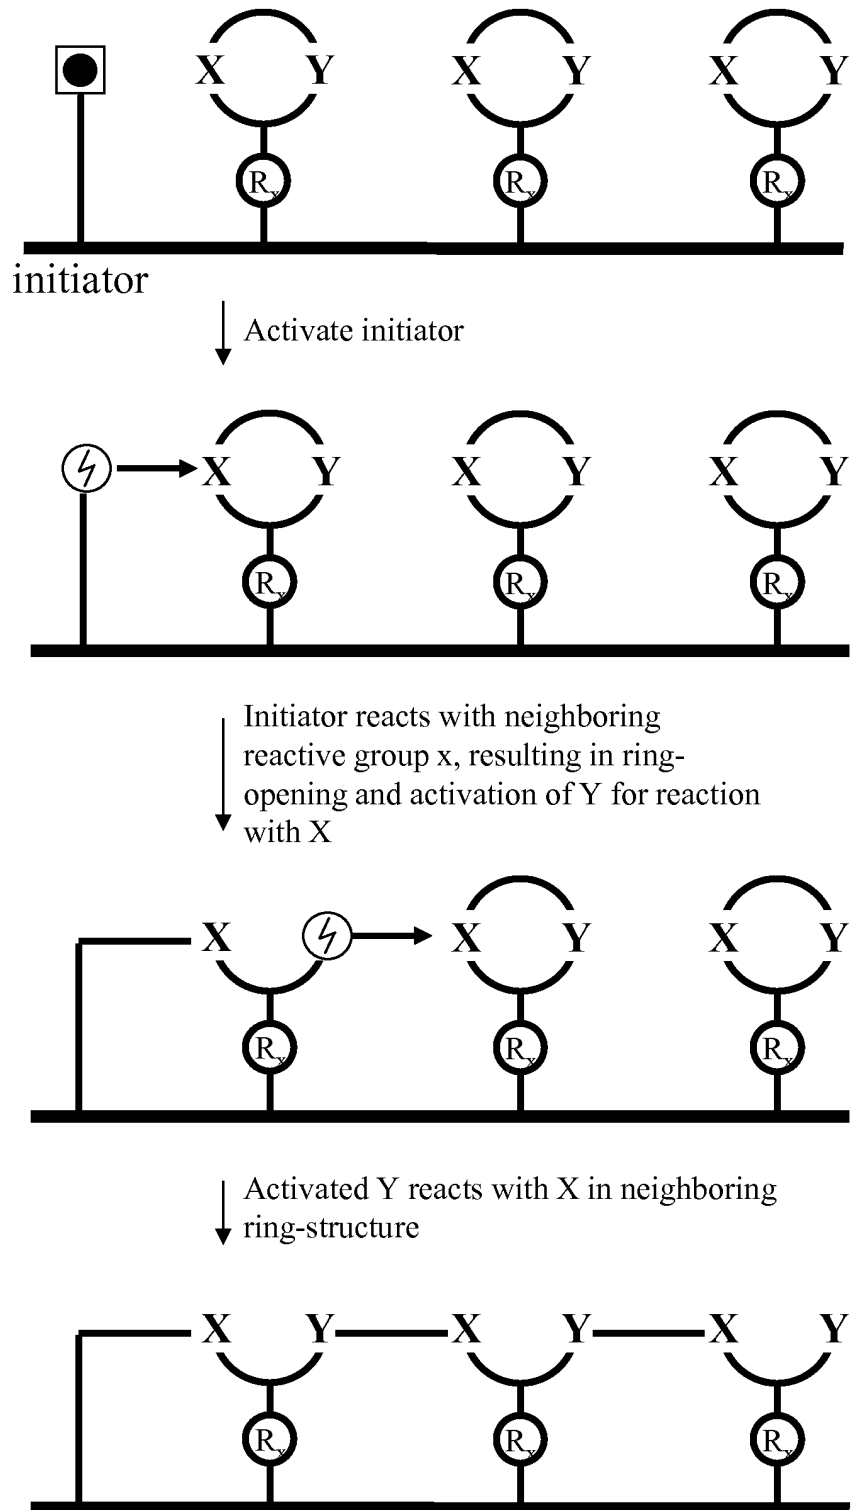 X Y X Y X Y
Rx Rx Rx
initiator
Activate initiator
X Y X Y X Y
Rx Rx Rx
Initiator reacts with neighboring
reactive group x, resulting in ring-
opening and activation of Y for reaction
with X
X X Y X Y
Rx Rx Rx
Activated Y reacts with X in neighboring
ring-structure
X Y X Y X Y
Rx Rx Rx